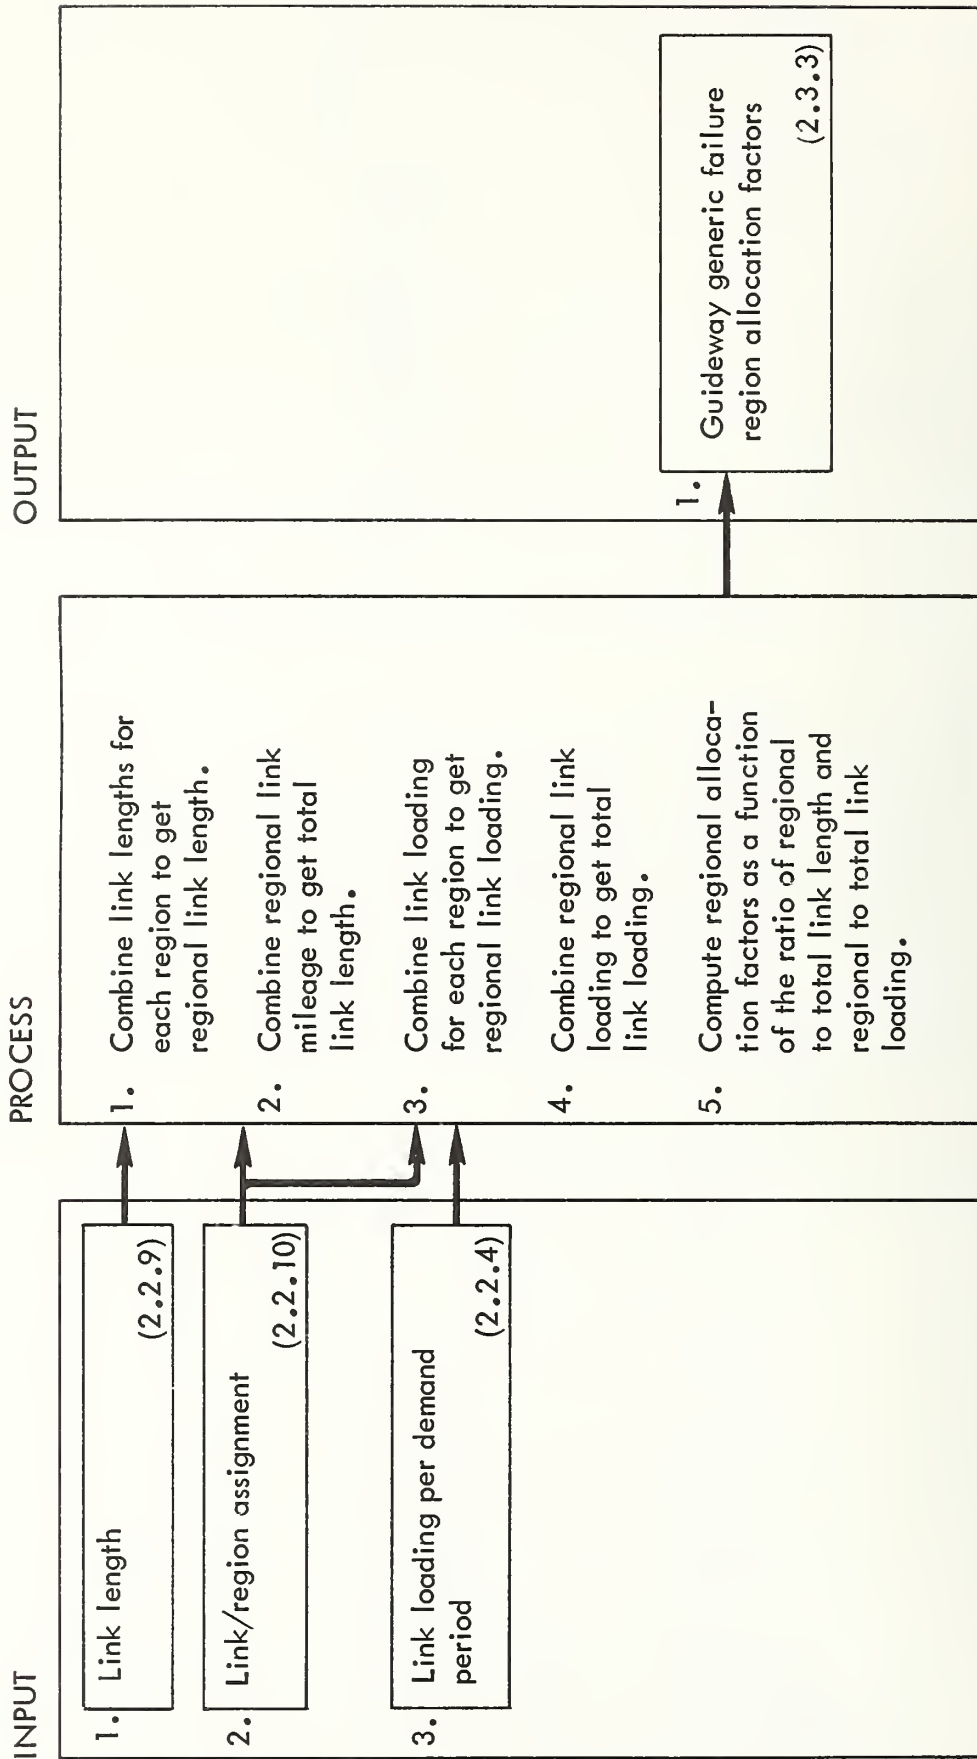 INPUT
1. Link length
(2.2.9)
2. Link/region assignment
(2.2.10)
3. Link loading per demand
period
(2.2.4)
PROCESS
1. Combine link lengths for
each region to get
regional link length.
2. Combine regional link
mileage to get total
link length.
3. Combine link loading
for each region to get
regional link loading.
4. Combine regional link
loading to get total
link loading.
5. Compute regional alloca-
tion factors as a function
of the ratio of regional
to total link length and
regional to total link
loading.
OUTPUT
1. Guideway generic failure
region allocation factors
(2.3.3)